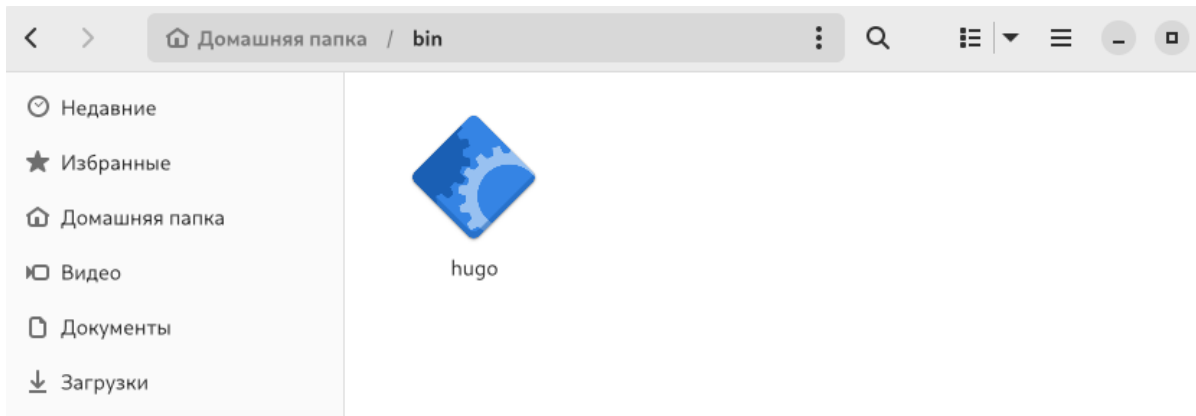 Домашняя папка / bin
Недавние
Избранные
Домашняя папка
Видео
Документы
Загрузки
hugo